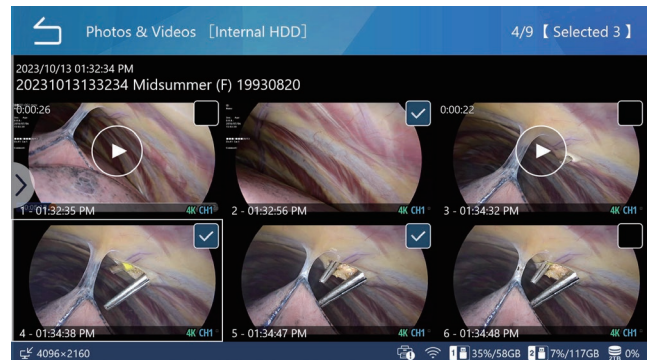 Photos & Videos [Internal HDD] 4/9【 Selected 3 】
2023/10/13 01:32:34 PM
20231013133234 Midsummer (F) 19930820
0:00:26
0:00:22
1 - 01:32:35 PM 4K CH1
2 - 01:32:56 PM 4K CH1
3 - 01:34:32 PM 4K CH1
4 - 01:34:38 PM 4K CH1
5 - 01:34:47 PM 4K CH1
6 - 01:34:48 PM 4K CH1
4096×2160 1 35%/58GB 2 7%/117GB 2TB 0%